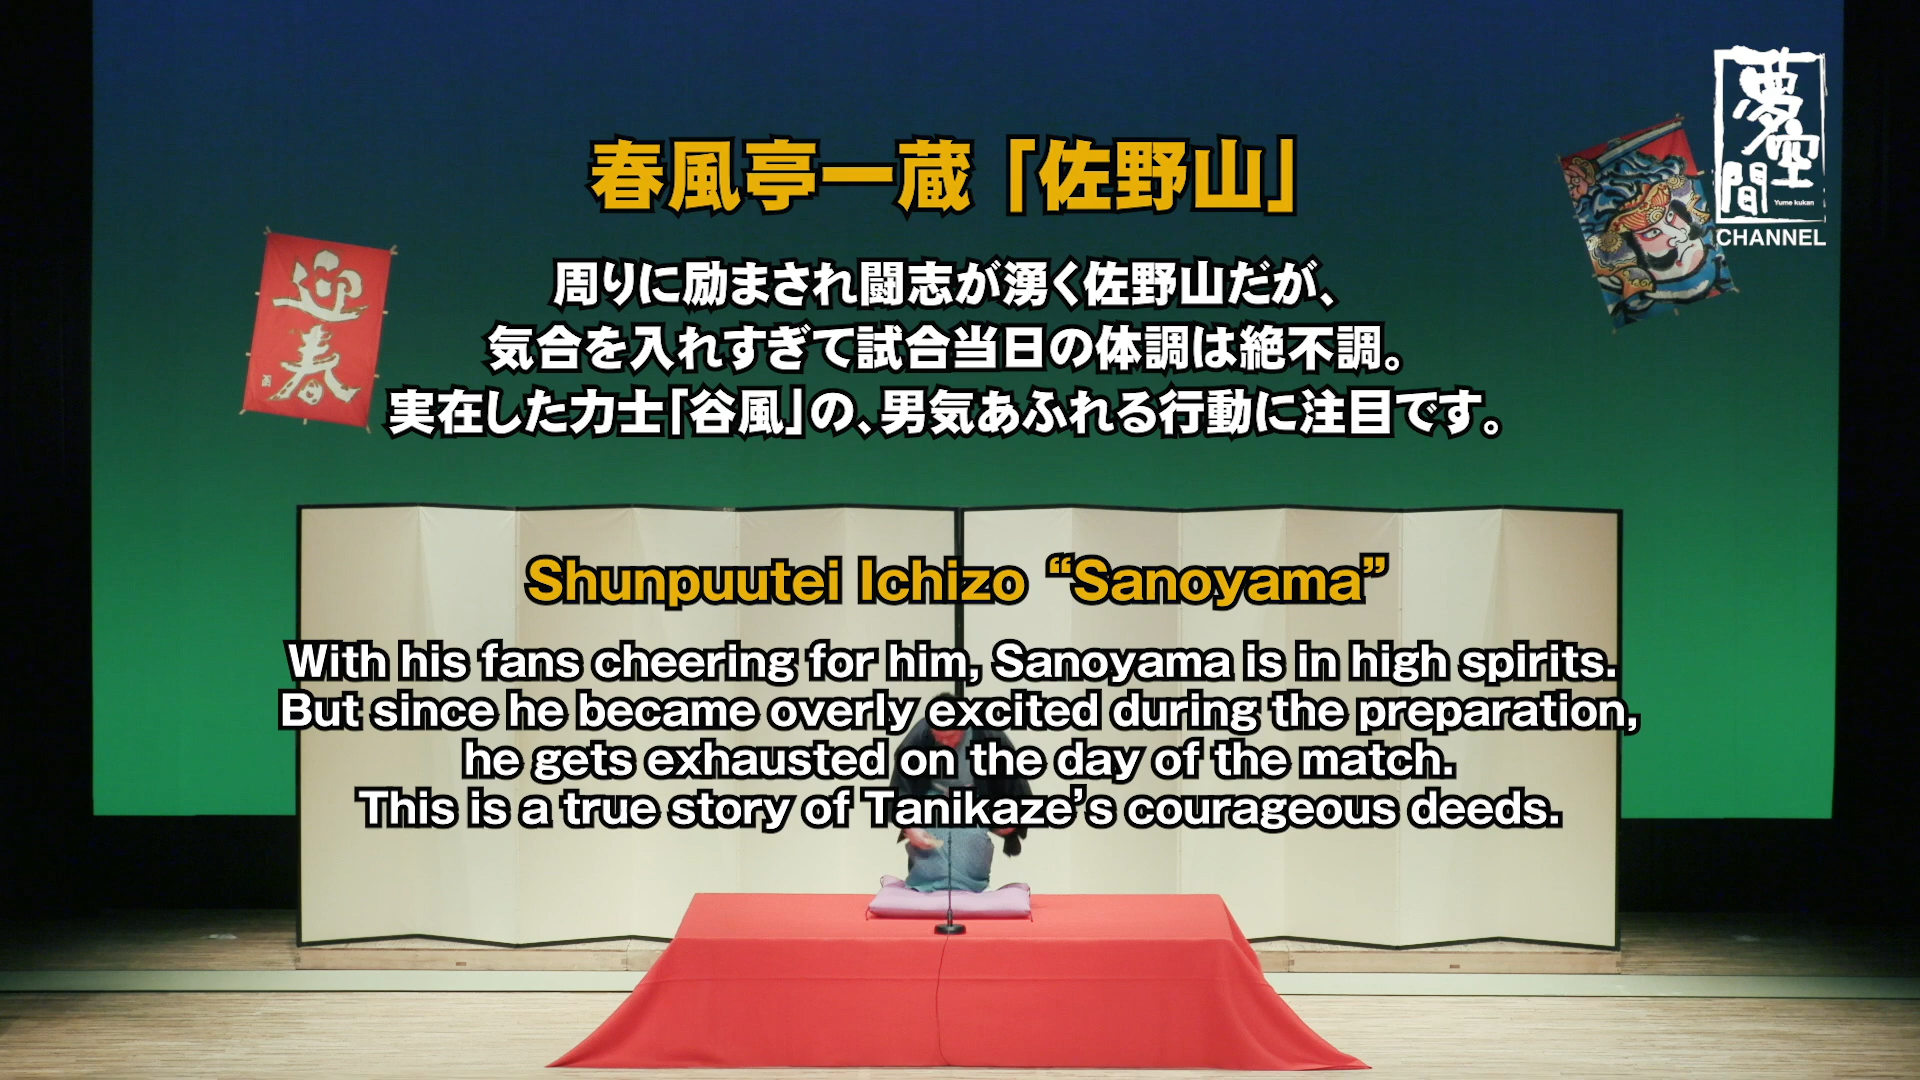 春風亭一蔵「佐野山」
周りに励まされ闘志が湧く佐野山だが、
気合を入れすぎて試合当日の体調は絶不調。
実在した力士「谷風」の、男気あふれる行動に注目です。
Shunpuutei Ichizo “Sanoyama”
With his fans cheering for him, Sanoyama is in high spirits.
But since he became overly excited during the preparation,
he gets exhausted on the day of the match.
This is a true story of Tanikaze’s courageous deeds.
迎春
夢空間
Yume kukan
CHANNEL